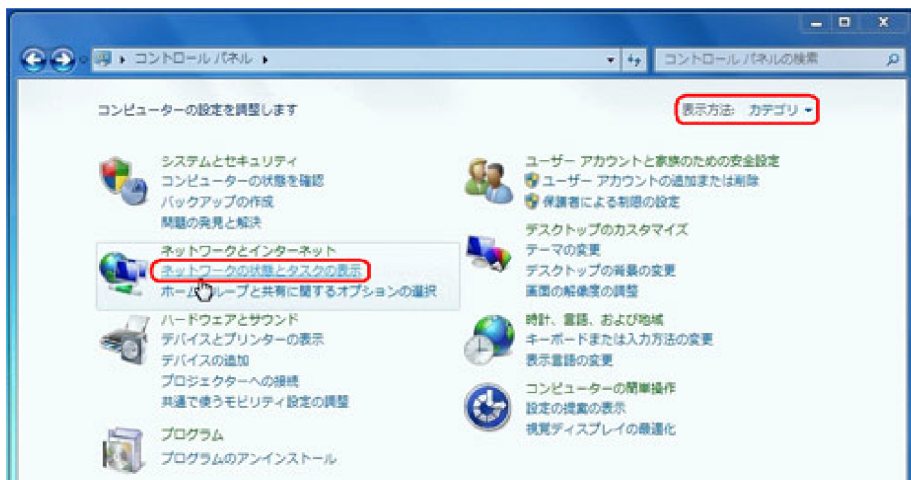 コントロール パネル
コントロール パネルの検索
コンピューターの設定を調整します
表示方法: カテゴリ
システムとセキュリティ
コンピューターの状態を確認
バックアップの作成
問題の発見と解決
ネットワークとインターネット
ネットワークの状態とタスクの表示
ホームグループと共有に関するオプションの選択
ハードウェアとサウンド
デバイスとプリンターの表示
デバイスの追加
プロジェクターへの接続
共通で使うモビリティ設定の調整
プログラム
プログラムのアンインストール
ユーザー アカウントと家族のための安全設定
ユーザー アカウントの追加または削除
保護者による制限の設定
デスクトップのカスタマイズ
テーマの変更
デスクトップの背景の変更
画面の解像度の調整
時計、言語、および地域
キーボードまたは入力方法の変更
表示言語の変更
コンピューターの簡単操作
設定の提案の表示
視覚ディスプレイの最適化